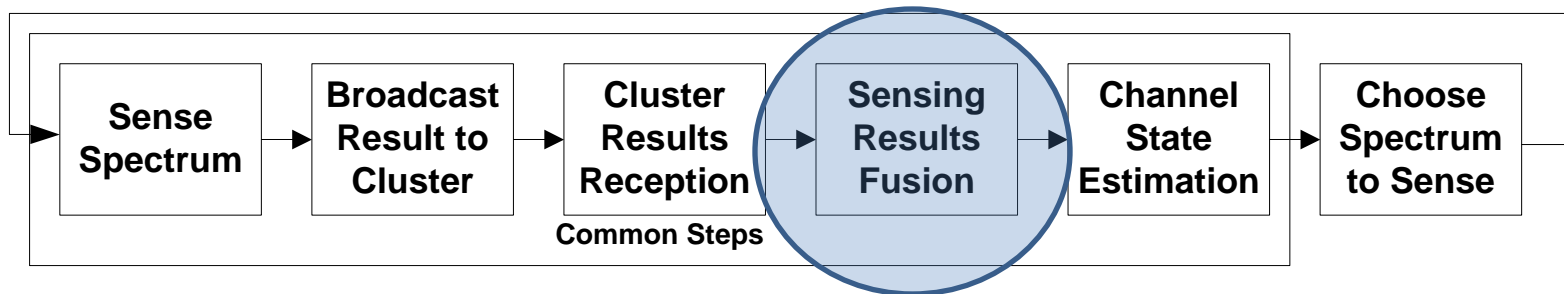 Sense
Spectrum
Broadcast
Result to
Cluster
Cluster
Results
Reception
Sensing
Results
Fusion
Channel
State
Estimation
Choose
Spectrum
to Sense
Common Steps